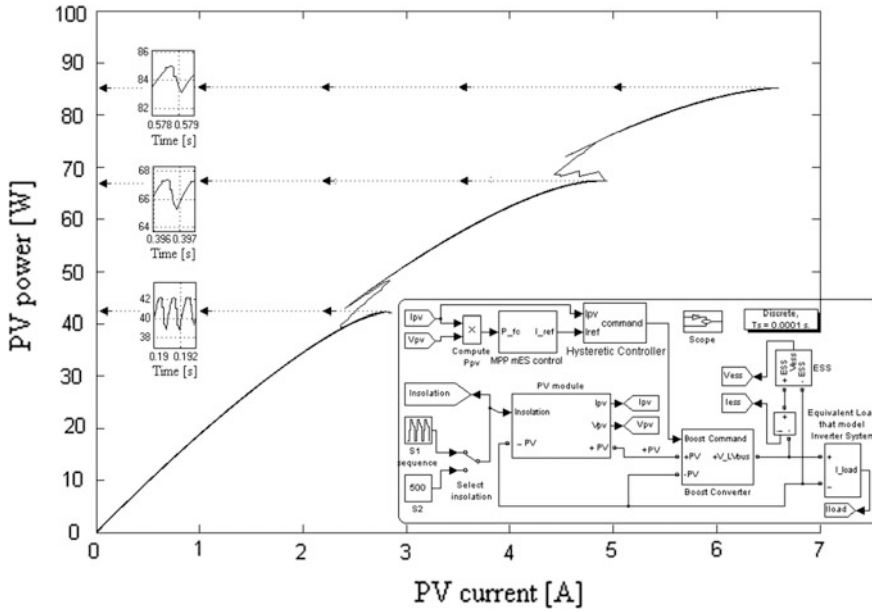 PV power [W]
100
90
80
70
60
50
40
30
20
10
0
0 1 2 3 4 5 6 7
PV current [A]
86
84
82
0.578 0.579
Time [s]
68
66
64
0.396 0.397
Time [s]
42
40
38
0.19 0.192
Time [s]
Ipv
Vpv
×
Compute
Ppv
P_fc I_ref
MPP mES control
Ipv
Iref
command
Hysteretic Controller
Scope
Discrete,
Ts = 0.0001 s.
Vess
Iess
+ ESS
Vess
- ESS
ESS
Insolation
PV module
Insolation
- PV
Ipv
Vpv
+ PV
Ipv
Vpv
+PV
S1
sequence
500
S2
Select
insolation
Boost Command
+PV
-PV
+V_LVbus
Boost Converter
Equivalent Load
that model
Inverter System
+
I_load
-
Iload